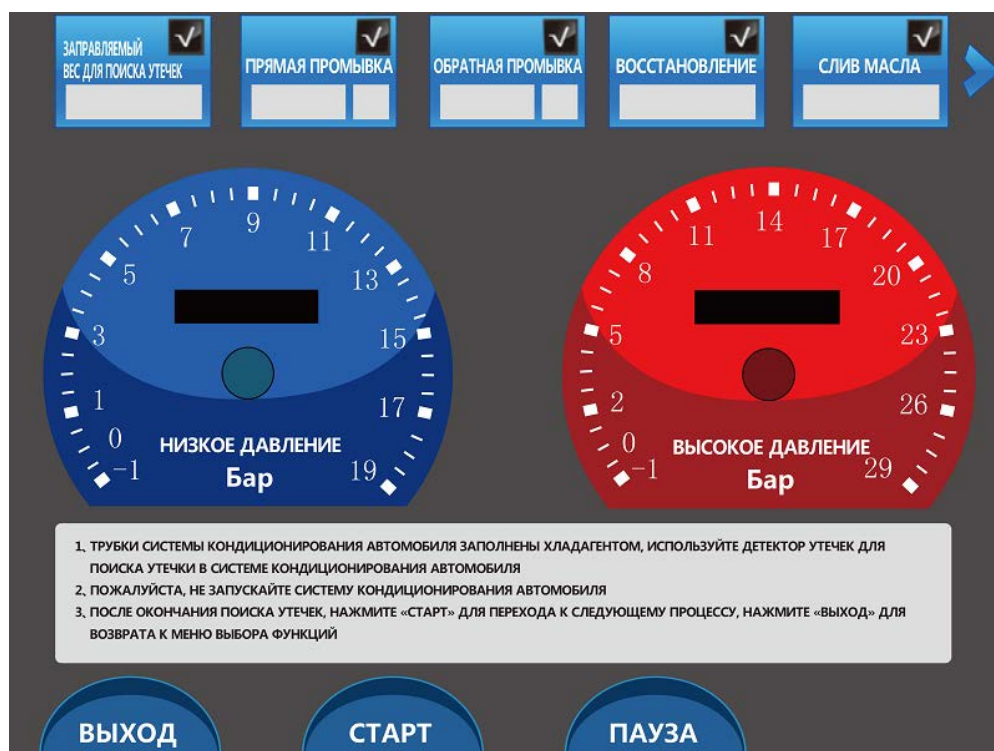 ЗАПРАВЛЯЕМЫЙ
ВЕС ДЛЯ ПОИСКА УТЕЧЕК
ПРЯМАЯ ПРОМЫВКА
ОБРАТНАЯ ПРОМЫВКА
ВОССТАНОВЛЕНИЕ
СЛИВ МАСЛА
-1
0
1
3
5
7
9
11
13
15
17
19
НИЗКОЕ ДАВЛЕНИЕ
Бар
-1
0
2
5
8
11
14
17
20
23
26
29
ВЫСОКОЕ ДАВЛЕНИЕ
Бар
1、ТРУБКИ СИСТЕМЫ КОНДИЦИОНИРОВАНИЯ АВТОМОБИЛЯ ЗАПОЛНЕНЫ ХЛАДАГЕНТОМ, ИСПОЛЬЗУЙТЕ ДЕТЕКТОР УТЕЧЕК ДЛЯ
ПОИСКА УТЕЧКИ В СИСТЕМЕ КОНДИЦИОНИРОВАНИЯ АВТОМОБИЛЯ
2、ПОЖАЛУЙСТА, НЕ ЗАПУСКАЙТЕ СИСТЕМУ КОНДИЦИОНИРОВАНИЯ АВТОМОБИЛЯ
3、ПОСЛЕ ОКОНЧАНИЯ ПОИСКА УТЕЧЕК, НАЖМИТЕ «СТАРТ» ДЛЯ ПЕРЕХОДА К СЛЕДУЮЩЕМУ ПРОЦЕССУ, НАЖМИТЕ «ВЫХОД» ДЛЯ
ВОЗВРАТА К МЕНЮ ВЫБОРА ФУНКЦИЙ
ВЫХОД
СТАРТ
ПАУЗА